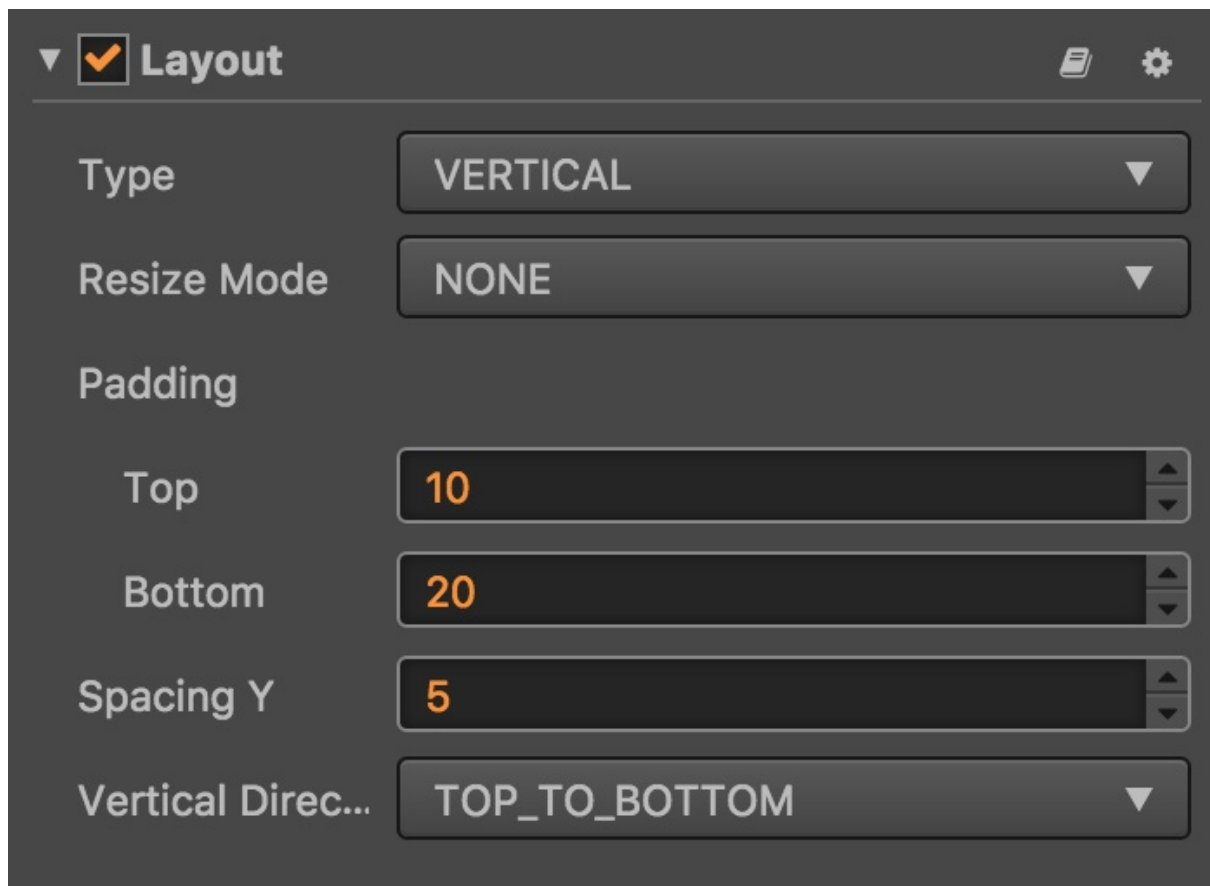 Layout
Type VERTICAL
Resize Mode NONE
Padding
Top 10
Bottom 20
Spacing Y 5
Vertical Direc... TOP_TO_BOTTOM